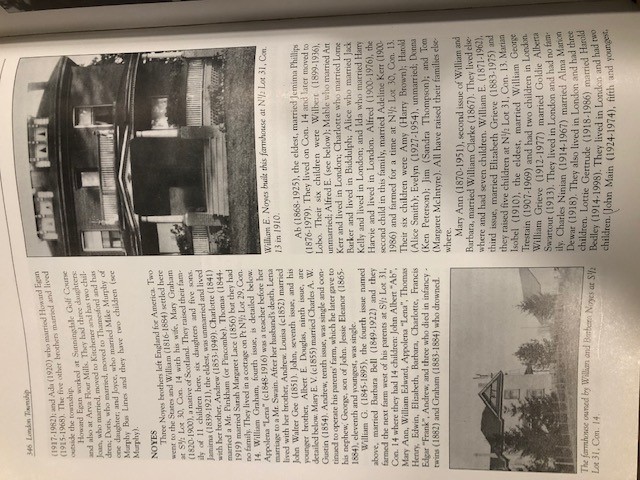 346 London Township
(1917-1982); and Ada (1920) who married Howard Egan
(1915-1968). The five other brothers married and lived
outside the township.
Howard Egan worked at Sunningdale Golf Course
and also at Arva Flour Mills. They had three daughters:
Joan, who married, moved to Kitchener and has two chil-
dren; Doris, who married, moved to Thamesford and has
one daughter; and Joyce, who married Mike Murphy of
Murphy Bus Lines and they have two children (see
Murphy).
NOYES
Three Noyes brothers left England for America. Two
went to the States and William (1816-1884) settled here
at S½ Lot 30, Con. 14 with his wife, Mary Graham
(1820-1900), a native of Scotland. They raised their fam-
ily of 11 children here, six daughters and five sons.
Jamima (1839-1921), the eldest, was unmarried and lived
with her brother, Andrew (1853-1949). Charlotte (1841)
married a Mr. Pinkham (or Pincombe). Thomas (1844-
1919) married Sarah Margaret Lace (1856) but they had
no family. They lived in a cottage on Pt N½ Lot 29, Con.
14. William Graham, fourth issue, is detailed below.
Appolena "Lena" (c1848-1916) was a teacher before her
marriage to a Mr. Swain. After her husband's death, Lena
lived with her brother, Andrew. Louisa (c1852) married
John Walter Gee (1851). John, seventh issue, and his
younger brother, Albert E. Douglas, ninth issue, are
detailed below. Mary E. V. (c1855) married Charles A. W.
Gustin (1854). Andrew, tenth issue, was single and con-
tinued to operate his parents' farm, which he later give to
his nephew, George, son of John. Jessie Eleanor (1865-
1884), eleventh and youngest, was single.
William G. (1845-1895), the fourth issue named
above, married Barbara Bell (1849-1922) and they
farmed the next farm west of his parents at S½ Lot 31,
Con. 14 where they had 14 children: John Albert "Ab",
Mary Ann, William Edward, Appolena "Lena", Thomas
Henry, Edwin, Elizabeth, Barbara, Charlotte, Francis
Edgar "Frank", Andrew, and three who died in infancy -
twins (1882) and Graham (1883-1884) who drowned.
The farmhouse owned by William and Barbara Noyes at S½
Lot 31, Con. 14.
William E. Noyes built this farmhouse at N½ Lot 31, Con.
13 in 1910.
Ab (1868-1925), the eldest, married Jemima Phillips
(1876-1979). They lived on Con. 14 and later moved to
Lobo. Their six children were Wilbert (1899-1936),
unmarried; Alfred E. (see below); Mable who married Art
Kerr and lived in London; Charlotte who married Lorne
Barker and lived in Biddulph; Alice who married Jack
Kelly and lived in London; and Ida who married Harry
Harvie and lived in London. Alfred (1900-1976), the
second child in this family, married Adeline Kerr (1900-
1986) and farmed for a time at N½ Lot 30, Con. 13.
Their six children were Amy (Harry Brown); Harold
(Alice Smith); Evelyn (1927-1954), unmarried; Donna
(Ken Peterson); Jim (Sandra Thompson); and Tom
(Margaret McIntyre). All have raised their families else-
where.
Mary Ann (1870-1951), second issue of William and
Barbara, married William Clarke (1867). They lived else-
where and had seven children. William E. (1871-1962),
third issue, married Elizabeth Grieve (1883-1975) and
they raised five children at N½ Lot 31, Con. 13. Marian
Isobel (1910), the eldest, married William George
Trestain (1907-1969) and had two children in London.
William Grieve (1912-1977) married Goldie Alberta
Swartout (1913). They lived in London and had no fam-
ily. Charles Ninian (1914-1967) married Alma Marion
Dewar (1918). They also lived in London and had three
children. Lottie Gertrude (1918-1986) married Harold
Bedley (1914-1998). They lived in London and had two
children. John Main (1924-1974), fifth and youngest,